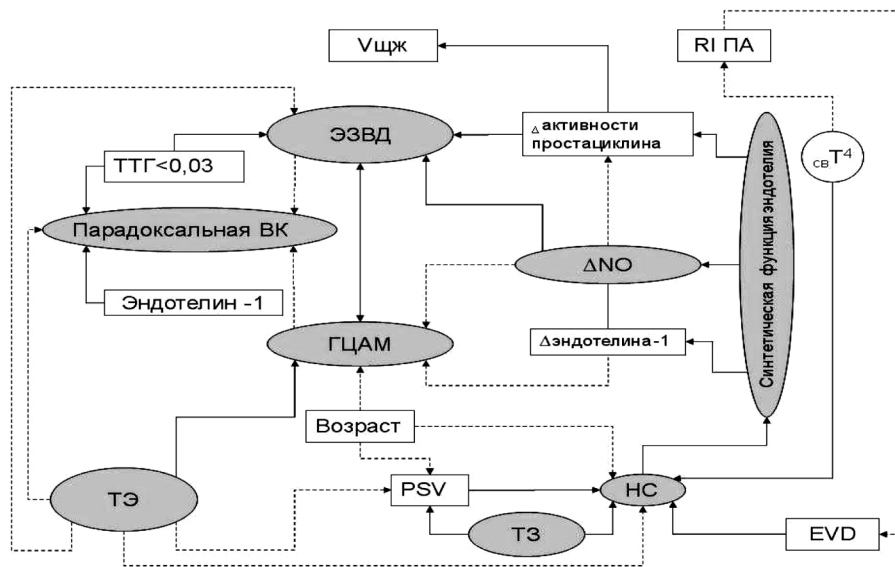 Vщж
RI ПА
ЭЗВД
Δ активности
простациклина
свТ4
ТТГ<0,03
Парадоксальная ВК
Синтетическая функция эндотелия
ΔNO
Эндотелин -1
ГЦАМ
Δэндотелина-1
Возраст
ТЭ
PSV
НС
ТЗ
EVD